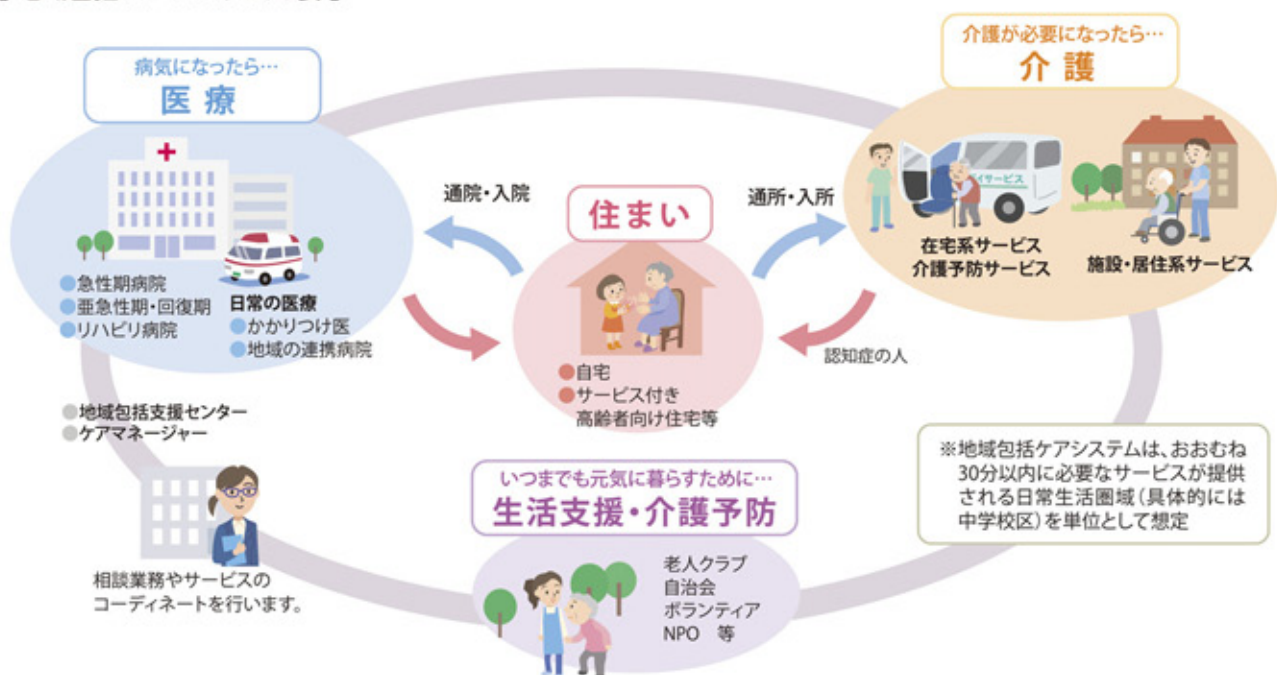 病気になったら…
医療
急性期病院
亜急性期・回復期
リハビリ病院
日常の医療
かかりつけ医
地域の連携病院
通院・入院
住まい
自宅
サービス付き
高齢者向け住宅等
通所・入所
認知症の人
介護が必要になったら…
介護
イサービス
在宅系サービス
介護予防サービス
施設・居住系サービス
地域包括支援センター
ケアマネージャー
相談業務やサービスの
コーディネートを行います。
いつまでも元気に暮らすために…
生活支援・介護予防
老人クラブ
自治会
ボランティア
NPO 等
※地域包括ケアシステムは、おおむね
30分以内に必要なサービスが提供
される日常生活圏域(具体的には
中学校区)を単位として想定